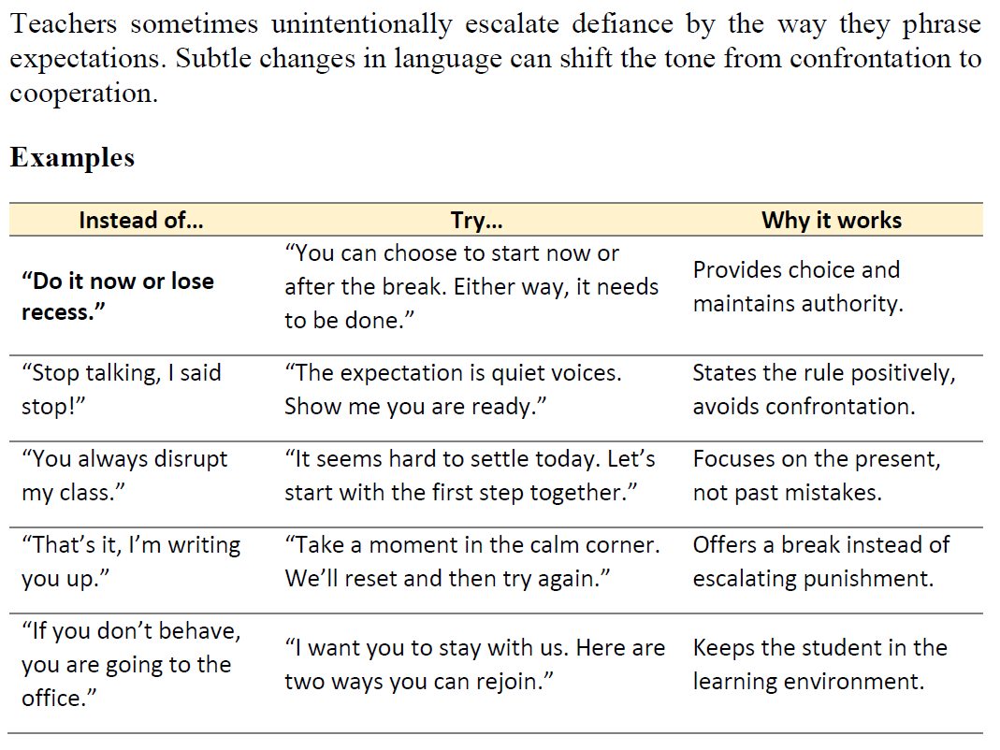 Teachers sometimes unintentionally escalate defiance by the way they phrase
expectations. Subtle changes in language can shift the tone from confrontation to
cooperation.
Examples
Instead of...
Try...
Why it works
“Do it now or lose
recess.”
“You can choose to start now or
after the break. Either way, it needs
to be done.”
Provides choice and
maintains authority.
“Stop talking, I said
stop!”
“The expectation is quiet voices.
Show me you are ready.”
States the rule positively,
avoids confrontation.
“You always disrupt
my class.”
“It seems hard to settle today. Let’s
start with the first step together.”
Focuses on the present,
not past mistakes.
“That’s it, I’m writing
you up.”
“Take a moment in the calm corner.
We’ll reset and then try again.”
Offers a break instead of
escalating punishment.
“If you don’t behave,
you are going to the
office.”
“I want you to stay with us. Here are
two ways you can rejoin.”
Keeps the student in the
learning environment.